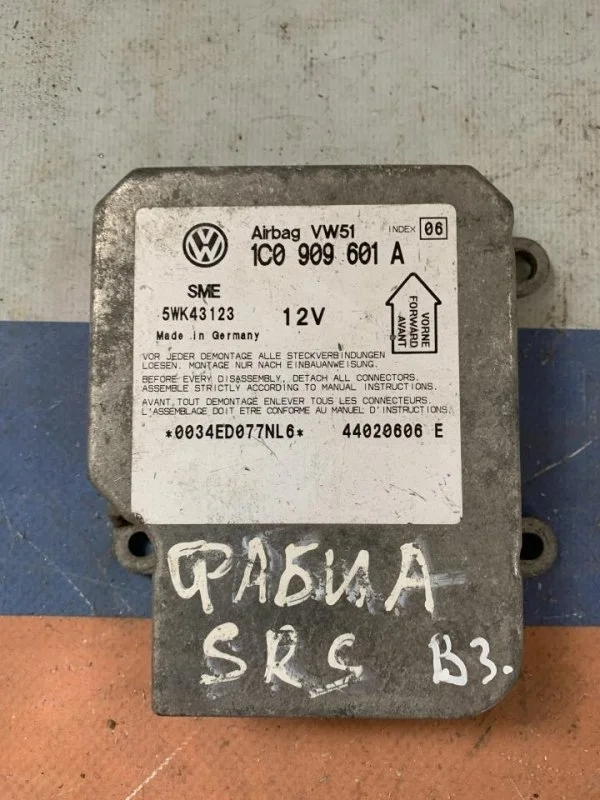 Airbag VW51 INDEX 06
1C0 909 601 A
SME
5WK43123 12V
Made in Germany
VORNE
FORWARD
AVANT
VOR JEDER DEMONTAGE ALLE STECKVERBINDUNGEN
LOESEN. MONTAGE NUR NACH EINBAUANWEISUNG.
BEFORE EVERY DISASSEMBLY, DETACH ALL CONNECTORS.
ASSEMBLE STRICTLY ACCORDING TO MANUAL INSTRUCTIONS.
AVANT TOUT DEMONTAGE ENLEVER TOUS LES CONNECTEURS.
L'ASSEMBLAGE DOIT ETRE CONFORME AU MANUEL D'INSTRUCTIONS.
*0034ED077NL6* 44020606 E
ФАБИА
SRS В3.